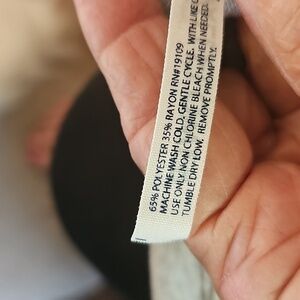 65% POLYESTER 35% RAYON RN#19109
MACHINE WASH COLD, GENTLE CYCLE. WITH LIKE
USE ONLY NON CHLORINE BLEACH WHEN NEEDED.
TUMBLE DRY LOW. REMOVE PROMPTLY.